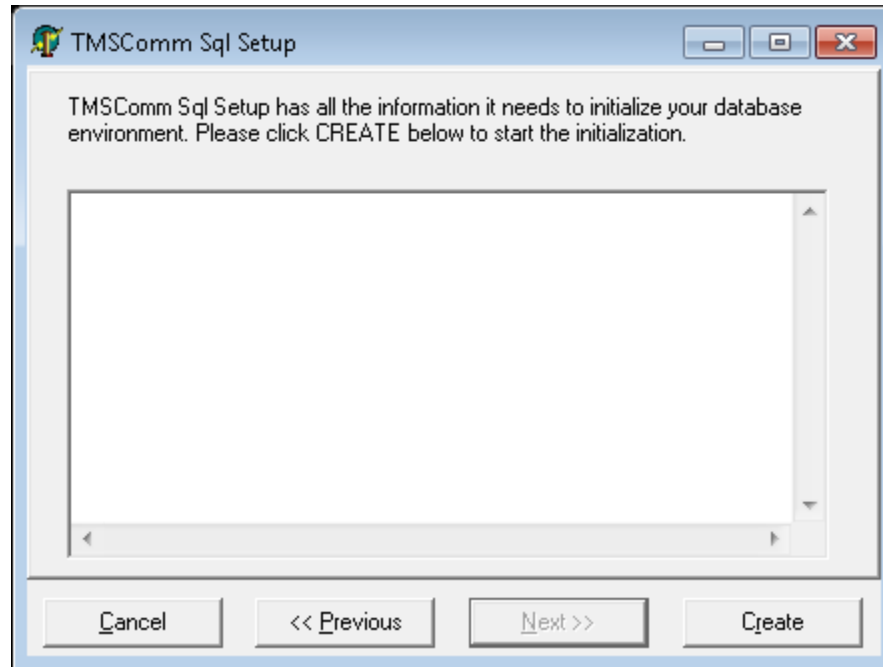 TMSComm Sql Setup
TMSComm Sql Setup has all the information it needs to initialize your database
environment. Please click CREATE below to start the initialization.
Cancel
<< Previous
Next >>
Create